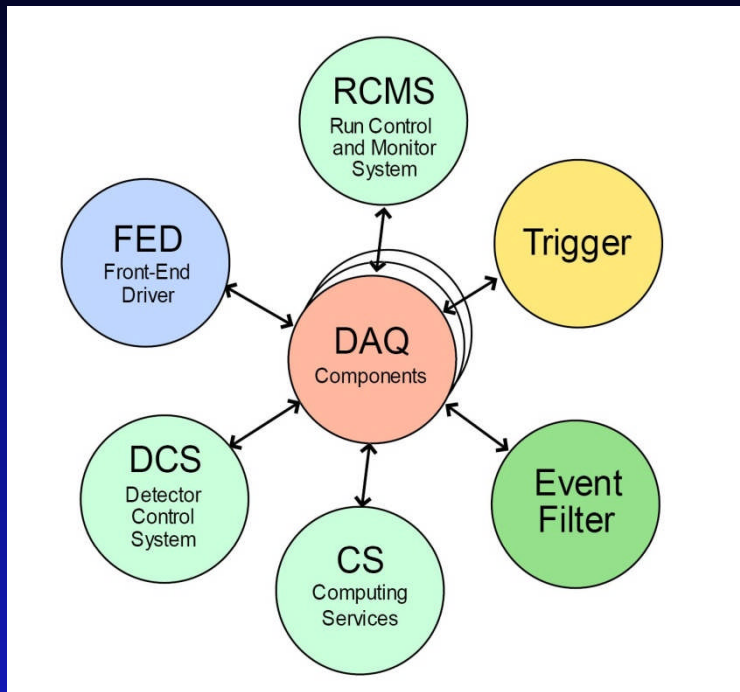 RCMS
Run Control
and Monitor
System
FED
Front-End
Driver
Trigger
DAQ
Components
DCS
Detector
Control
System
Event
Filter
CS
Computing
Services